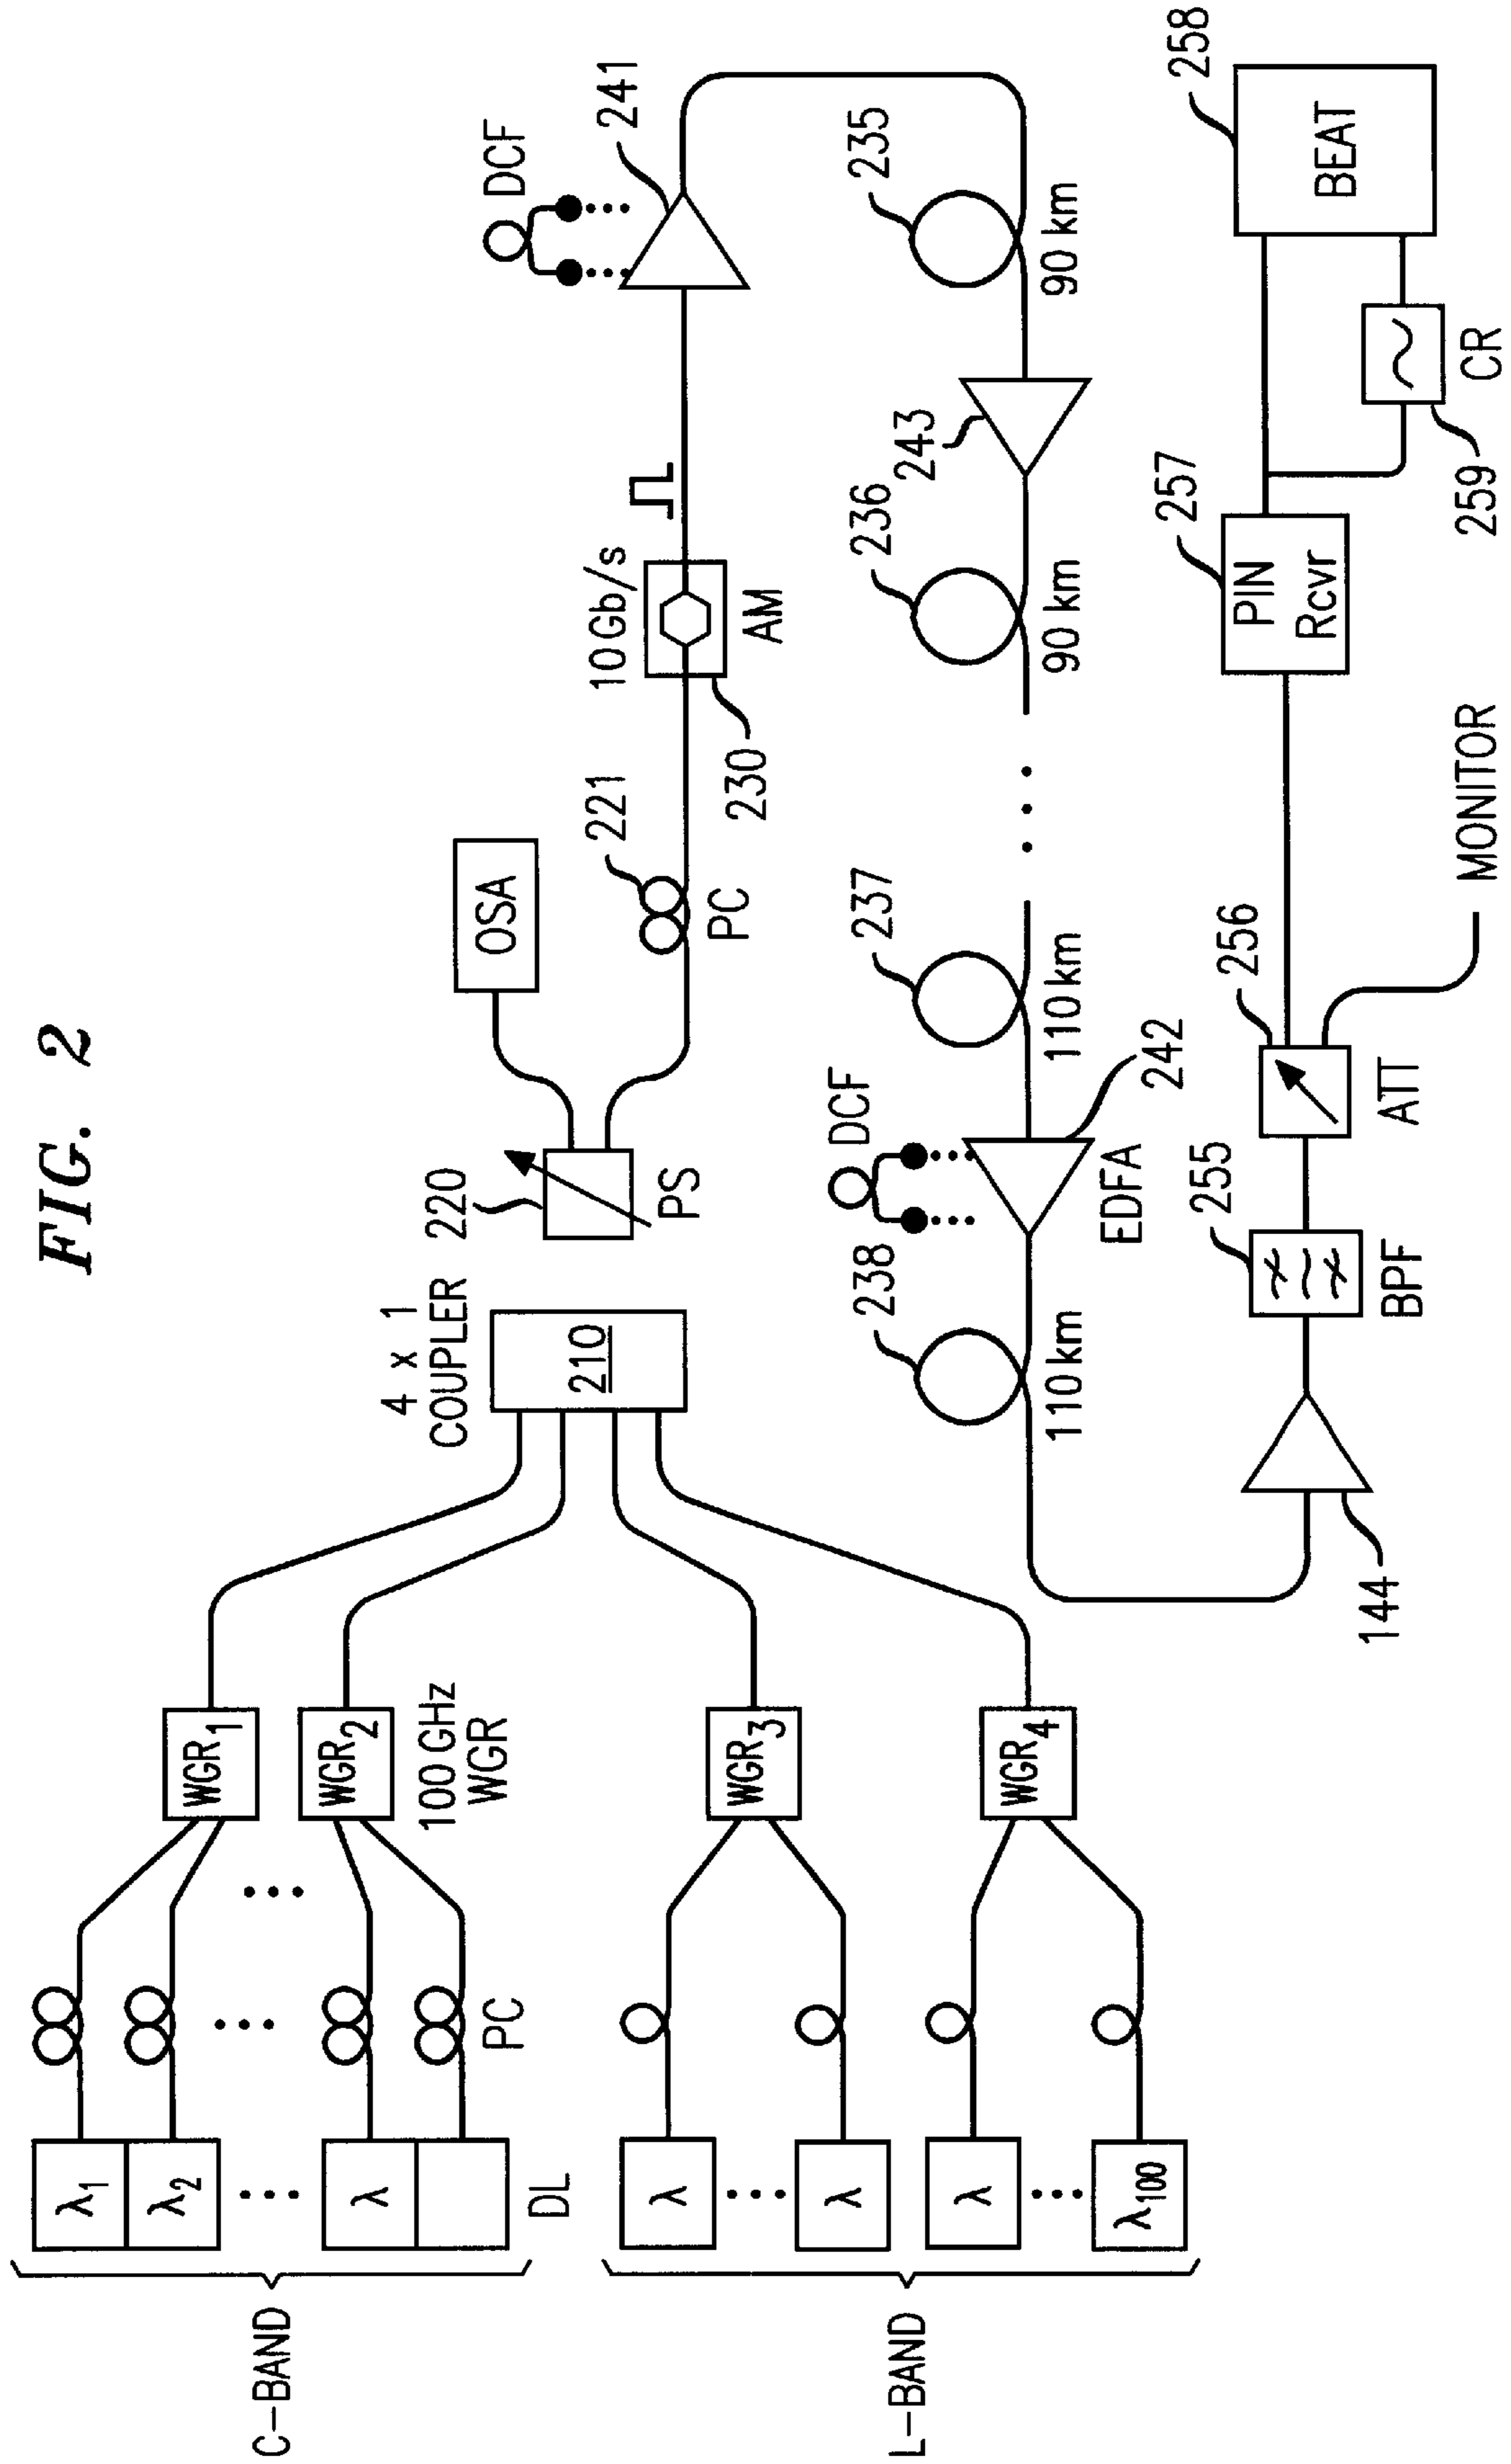 FIG. 2
C-BAND
λ1
λ2
λ
DL
PC
WGR1
WGR2
100 GHz
WGR
L-BAND
λ
λ
λ
λ100
WGR3
WGR4
4 x 1
COUPLER
210
220
PS
OSA
221
PC
10 Gb/s
230
AM
DCF
241
235
90 km
243
236
90 km
237
110 km
DCF
242
EDFA
238
110 km
144
255
BPF
256
ATT
MONITOR
257
PIN
Rcvr
258
BEAT
259
CR